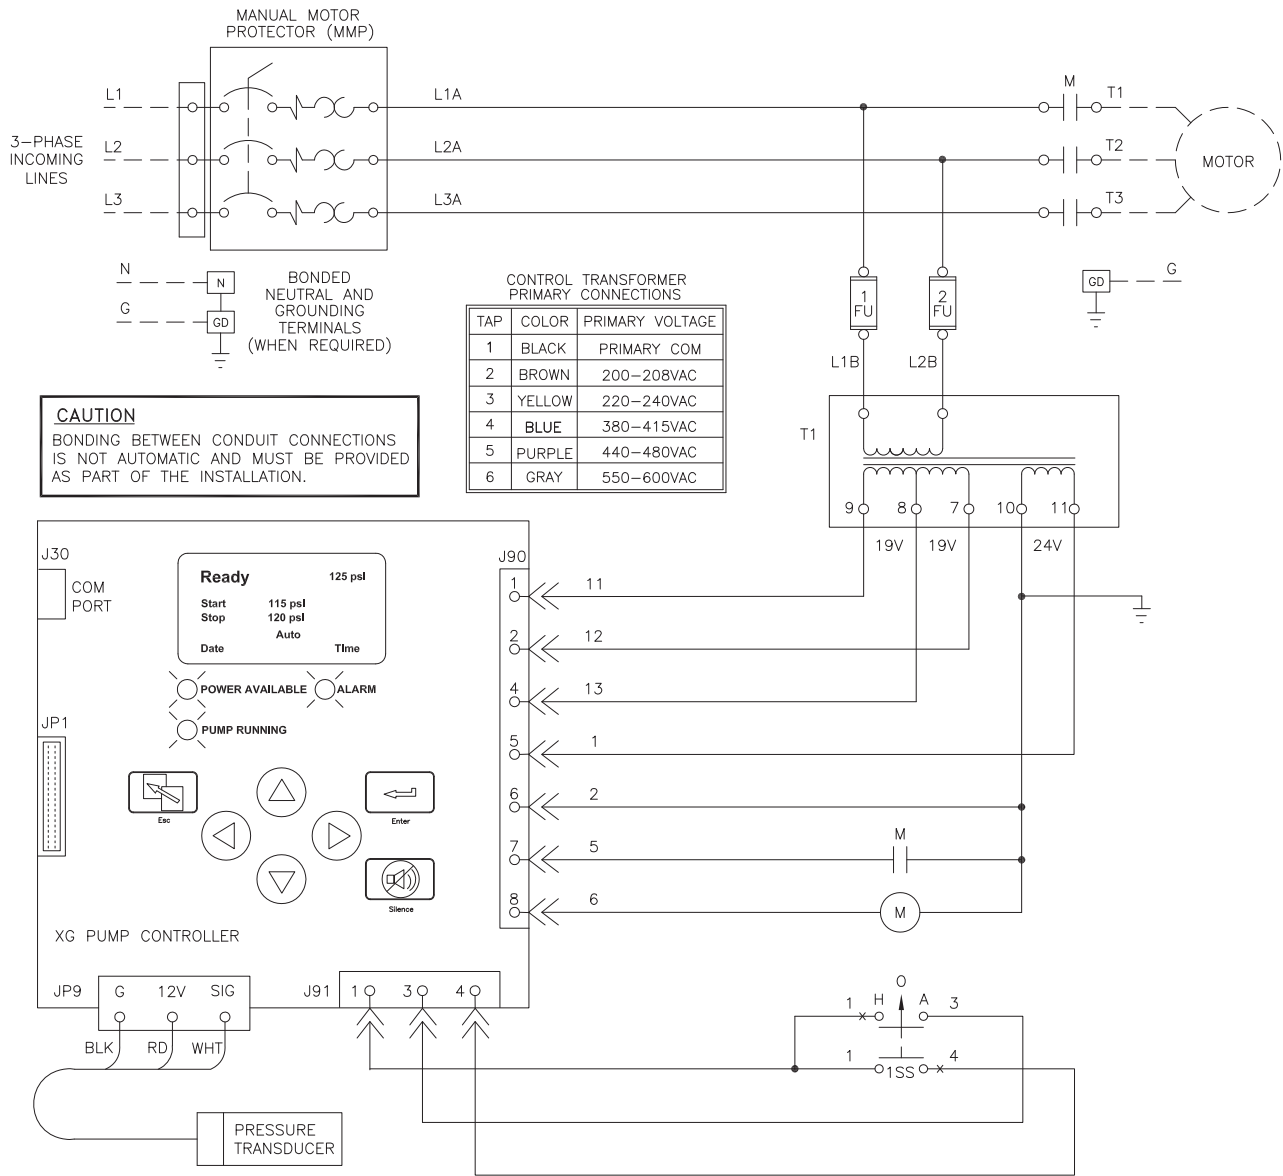 MANUAL MOTOR
PROTECTOR (MMP)
L1
L1A
M
T1
3-PHASE
INCOMING
LINES
L2
L2A
T2
MOTOR
L3
L3A
T3
N
N
G
GD
BONDED
NEUTRAL AND
GROUNDING
TERMINALS
(WHEN REQUIRED)
CONTROL TRANSFORMER
PRIMARY CONNECTIONS
TAP COLOR PRIMARY VOLTAGE
1 BLACK PRIMARY COM
2 BROWN 200-208VAC
3 YELLOW 220-240VAC
4 BLUE 380-415VAC
5 PURPLE 440-480VAC
6 GRAY 550-600VAC
1
FU
2
FU
GD
G
L1B
L2B
CAUTION
BONDING BETWEEN CONDUIT CONNECTIONS
IS NOT AUTOMATIC AND MUST BE PROVIDED
AS PART OF THE INSTALLATION.
T1
9 8 7 10 11
19V 19V 24V
J30
COM
PORT
Ready 125 psI
Start 115 psI
Stop 120 psI
Auto
Date TIme
POWER AVAILABLE
ALARM
PUMP RUNNING
JP1
Esc
Enter
Silence
J90
1 11
2 12
4 13
5 1
6 2
7 5 M
8 6 M
XG PUMP CONTROLLER
JP9
G 12V SIG
BLK RD WHT
J91
1 3 4
O
1 H A 3
1 1SS 4
PRESSURE
TRANSDUCER